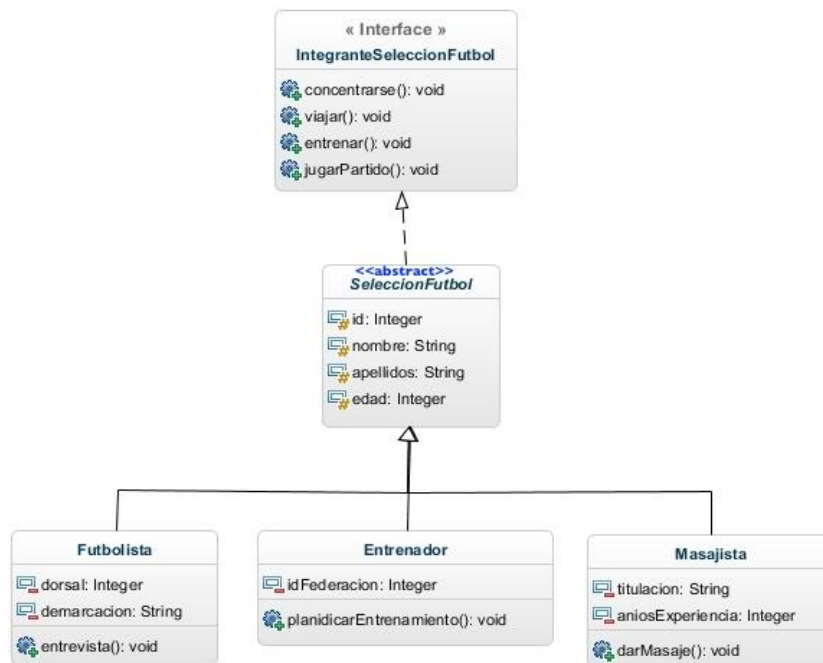 « Interface »
IntegranteSeleccionFutbol
concentrarse(): void
viajar(): void
entrenar(): void
jugarPartido(): void
<<abstract>>
SeleccionFutbol
id: Integer
nombre: String
apellidos: String
edad: Integer
Futbolista
dorsal: Integer
demarcacion: String
entrevista(): void
Entrenador
idFederacion: Integer
planidicarEntrenamiento(): void
Masajista
titulacion: String
aniosExperiencia: Integer
darMasaje(): void